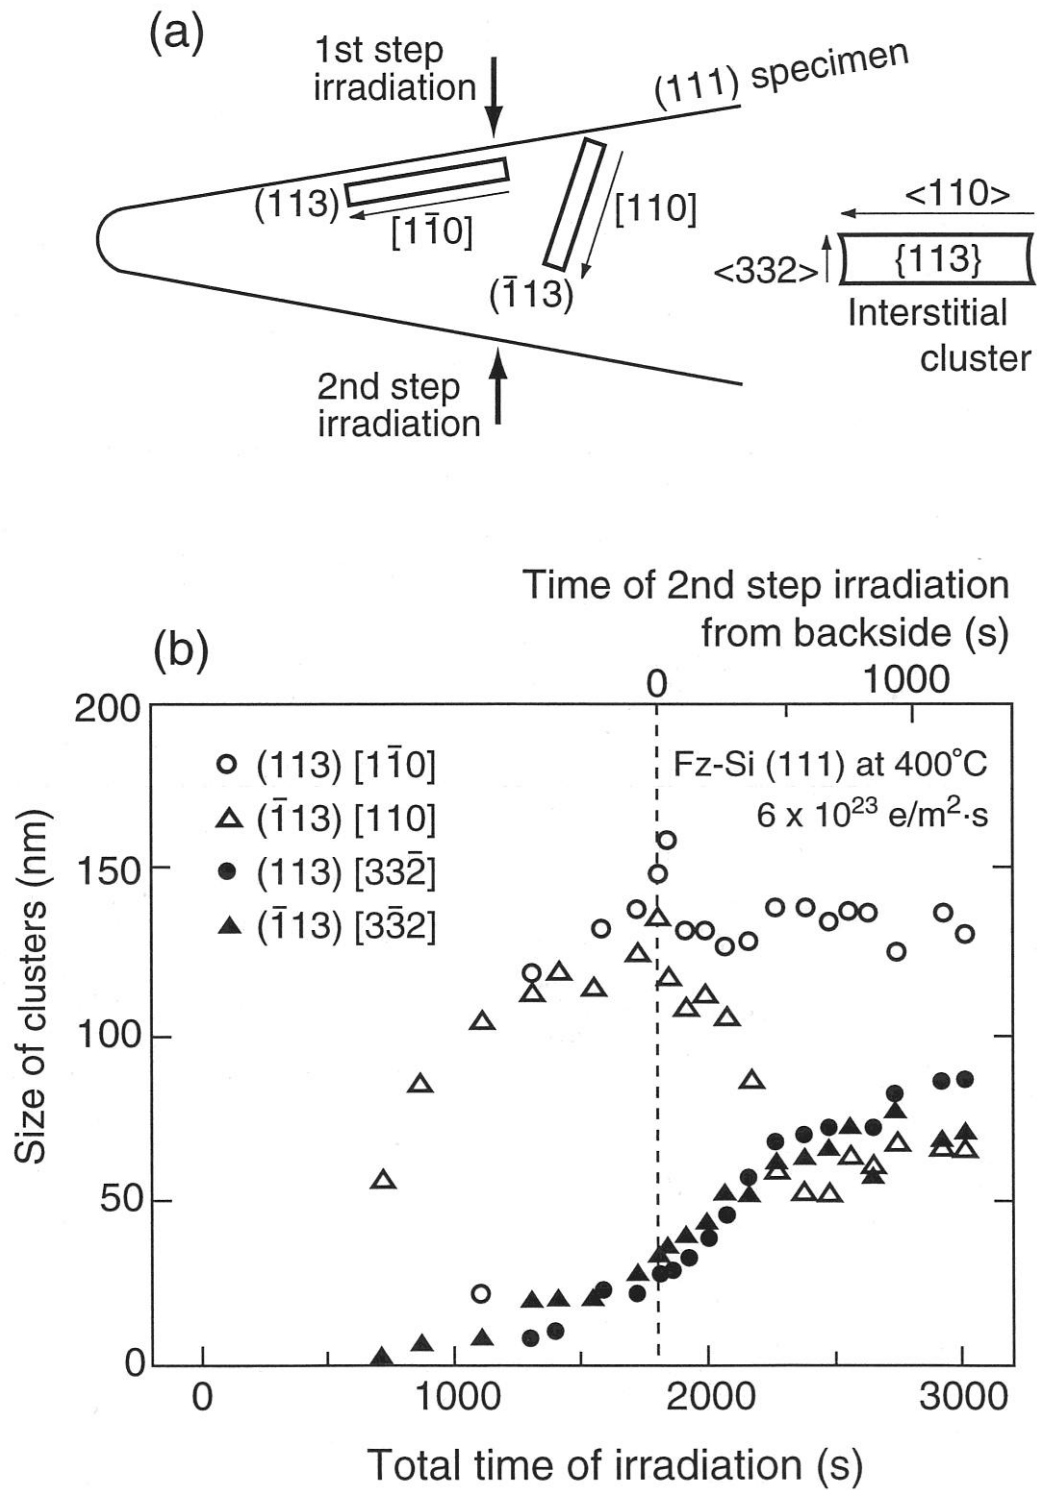 (a)
1st step
irradiation
(111) specimen
(113)
[11̄0]
[110]
(1̄13)
2nd step
irradiation
<110>
<332>
{113}
Interstitial
cluster
Time of 2nd step irradiation
from backside (s)
(b)
0 1000
200
150
100
50
0
Size of clusters (nm)
(113) [11̄0]
(1̄13) [110]
(113) [332̄]
(1̄13) [33̄2]
Fz-Si (111) at 400°C
6 x 10²³ e/m²·s
0 1000 2000 3000
Total time of irradiation (s)